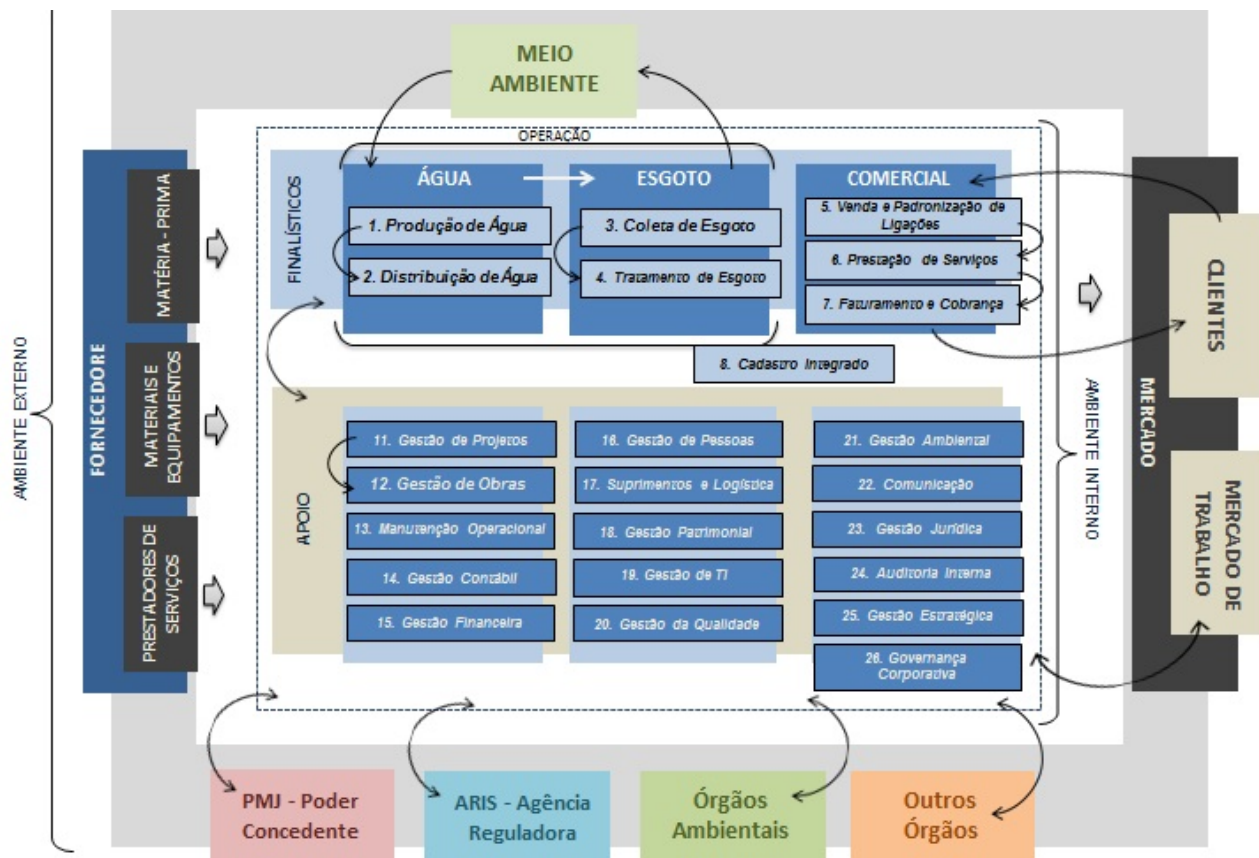 MEIO
AMBIENTE
AMBIENTE EXTERNO
FORNECEDORE
MATÉRIA - PRIMA
MATERIAIS E
EQUIPAMENTOS
PRESTADORES DE
SERVIÇOS
OPERAÇÃO
FINALÍSTICOS
ÁGUA
1. Produção de Água
2. Distribuição de Água
ESGOTO
3. Coleta de Esgoto
4. Tratamento de Esgoto
COMERCIAL
5. Venda e Padronização de
Ligações
6. Prestação de Serviços
7. Faturamento e Cobrança
8. Cadastro Integrado
APOIO
11. Gestão de Projetos
12. Gestão de Obras
13. Manutenção Operacional
14. Gestão Contábil
15. Gestão Financeira
16. Gestão de Pessoas
17. Suprimentos e Logística
18. Gestão Patrimonial
19. Gestão de TI
20. Gestão da Qualidade
21. Gestão Ambiental
22. Comunicação
23. Gestão Jurídica
24. Auditoria Interna
25. Gestão Estratégica
26. Governança
Corporativa
AMBIENTE INTERNO
MERCADO
CLIENTES
MERCADO DE
TRABALHO
PMJ - Poder
Concedente
ARIS - Agência
Reguladora
Órgãos
Ambientais
Outros
Órgãos